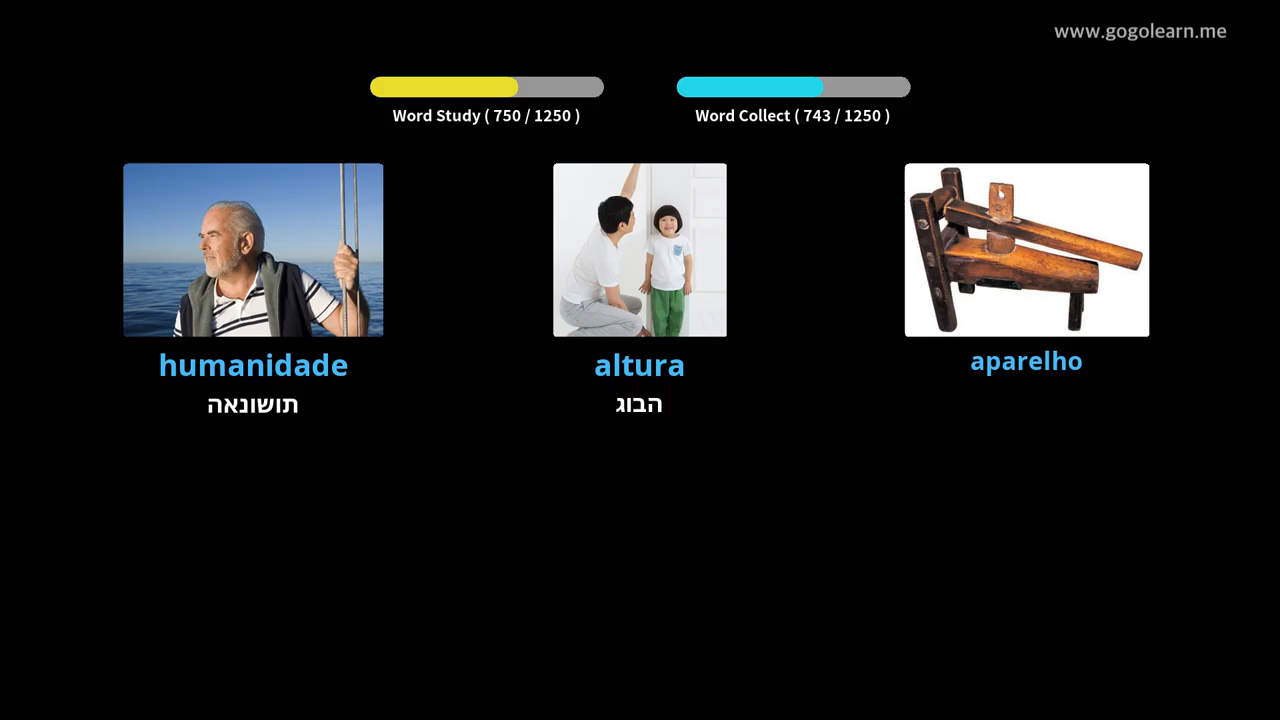 www.gogolearn.me
Word Study ( 750 / 1250 )
Word Collect ( 743 / 1250 )
humanidade
תושונאה
altura
הבוג
aparelho